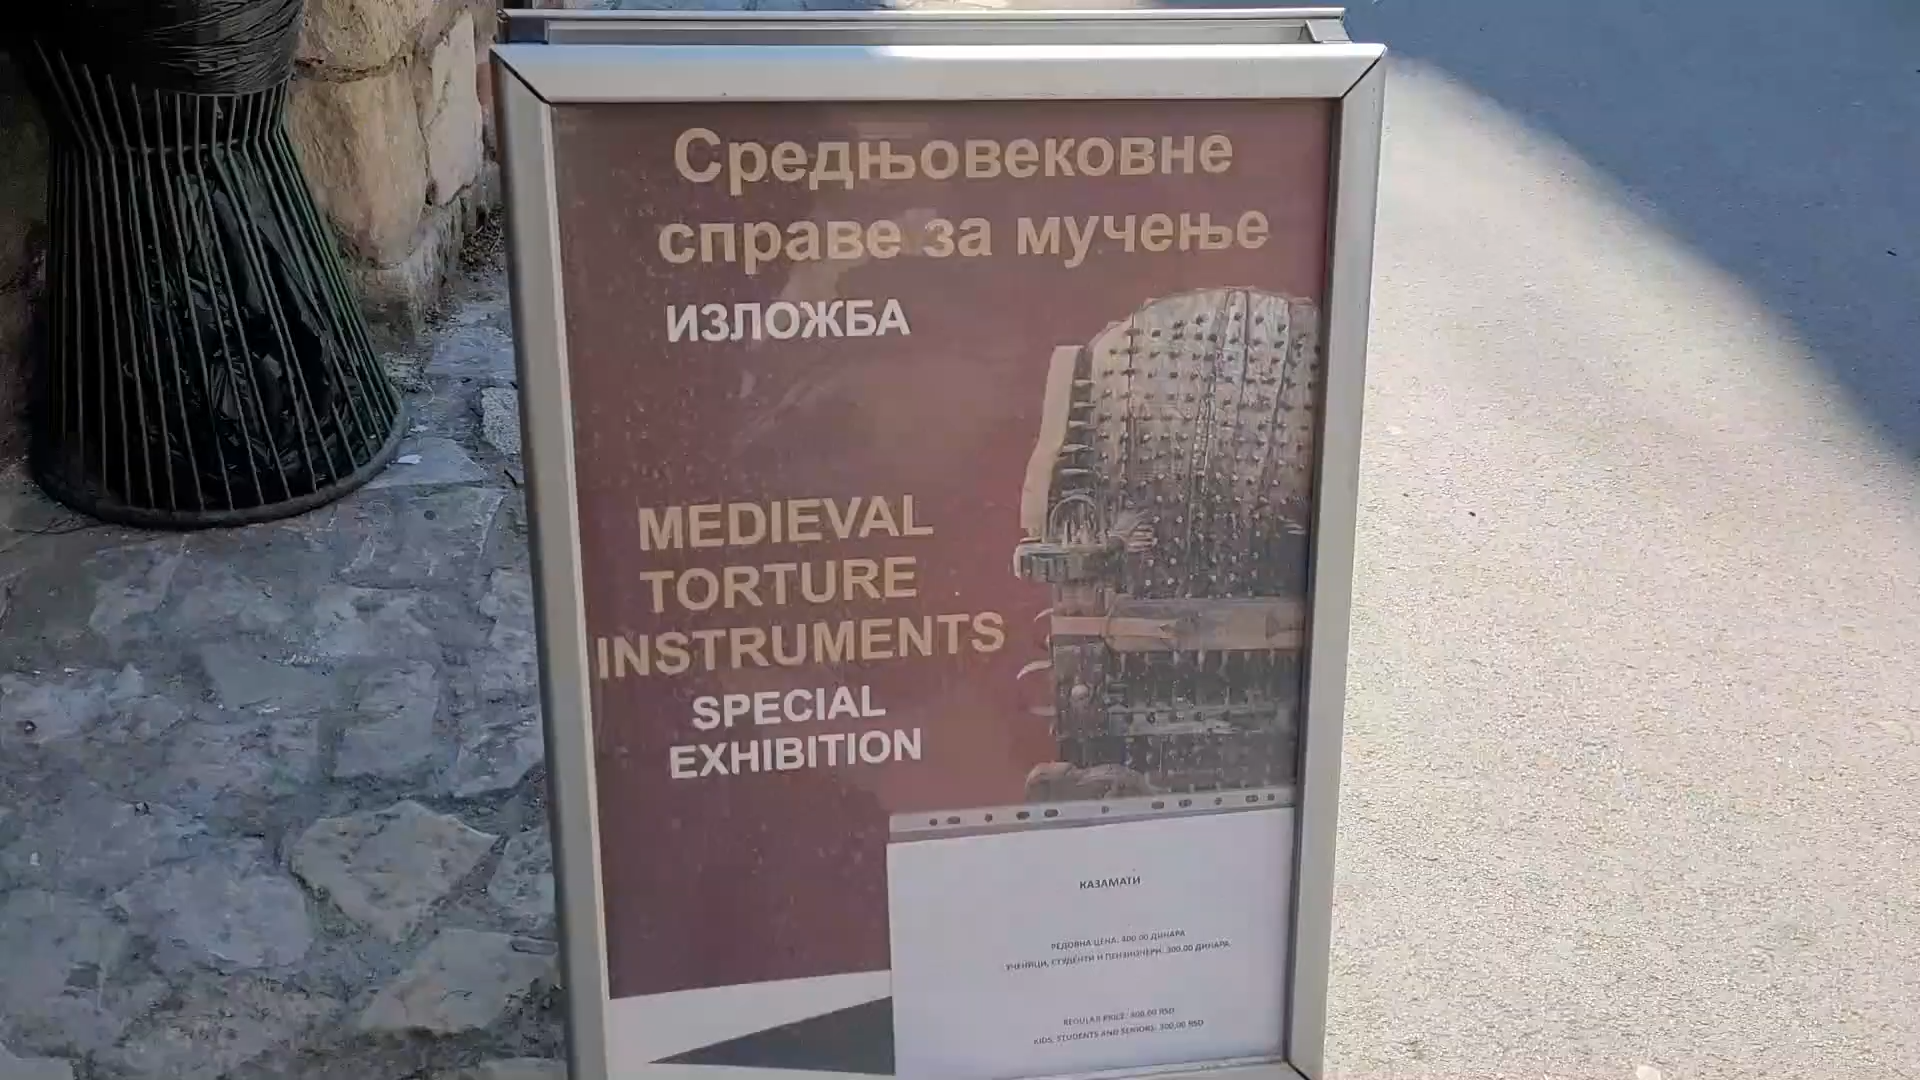 Средњовековне
справе за мучење
ИЗЛОЖБА
MEDIEVAL
TORTURE
INSTRUMENTS
SPECIAL
EXHIBITION
КАЗАМАТИ
РЕДОВНА ЦЕНА: 400.00 ДИНАРА
УЧЕНИЦИ, СТУДЕНТИ И ПЕНЗИОНЕРИ: 300.00 ДИНАРА
REGULAR PRICE: 400,00 RSD
KIDS, STUDENTS AND SENIORS: 300,00 RSD